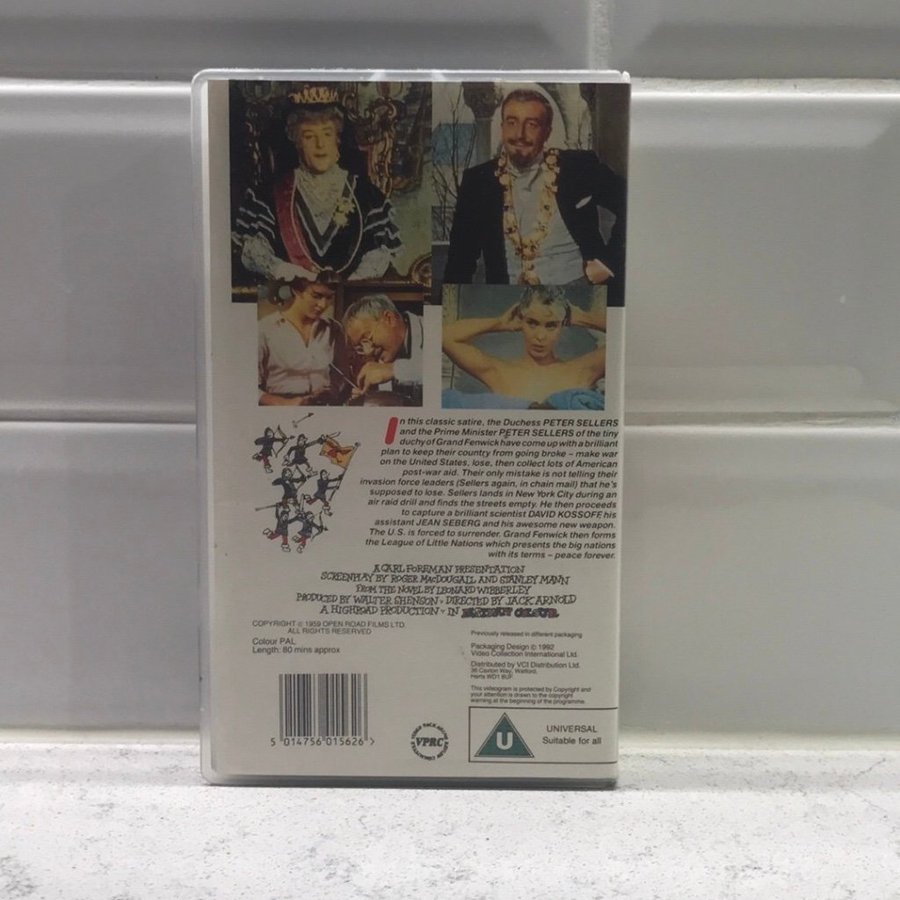 In this classic satire, the Duchess PETER SELLERS
and the Prime Minister PETER SELLERS of the tiny
duchy of Grand Fenwick have come up with a brilliant
plan to keep their country from going broke – make war
on the United States, lose, then collect lots of American
post-war aid. Their only mistake is not telling their
invasion force leaders (Sellers again, in chain mail) that he's
supposed to lose. Sellers lands in New York City during an
air raid drill and finds the streets empty. He then proceeds
to capture a brilliant scientist DAVID KOSSOFF, his
assistant JEAN SEBERG and his awesome new weapon.
The U.S. is forced to surrender. Grand Fenwick then forms
the League of Little Nations which presents the big nations
with its terms – peace forever.
A CARL FOREMAN PRESENTATION
SCREENPLAY BY ROGER MACDOUGALL AND STANLEY MANN
FROM THE NOVEL BY LEONARD WIBBERLEY
PRODUCED BY WALTER SHENSON · DIRECTED BY JACK ARNOLD
A HIGHROAD PRODUCTION · IN EASTMAN COLOUR
COPYRIGHT © 1959 OPEN ROAD FILMS LTD.
ALL RIGHTS RESERVED
Colour PAL
Length: 80 mins approx
Previously released in different packaging
Packaging Design © 1992
Video Collection International Ltd.
Distributed by VCI Distribution Ltd.
36 Caxton Way, Watford,
Herts WD1 8UF
This videogram is protected by Copyright and
your attention is drawn to the copyright
warning at the beginning of the programme.
5 014756 015626 >
VPRC
U
UNIVERSAL
Suitable for all